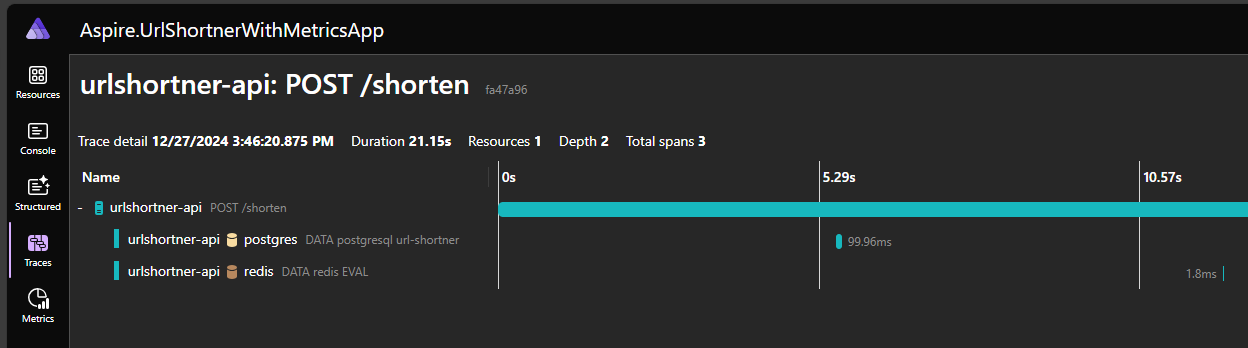 Aspire.UrlShortnerWithMetricsApp
Resources
Console
Structured
Traces
Metrics
urlshortner-api: POST /shorten fa47a96
Trace detail 12/27/2024 3:46:20.875 PM Duration 21.15s Resources 1 Depth 2 Total spans 3
Name 0s 5.29s 10.57s
- urlshortner-api POST /shorten
urlshortner-api postgres DATA postgresql url-shortner 99.96ms
urlshortner-api redis DATA redis EVAL 1.8ms